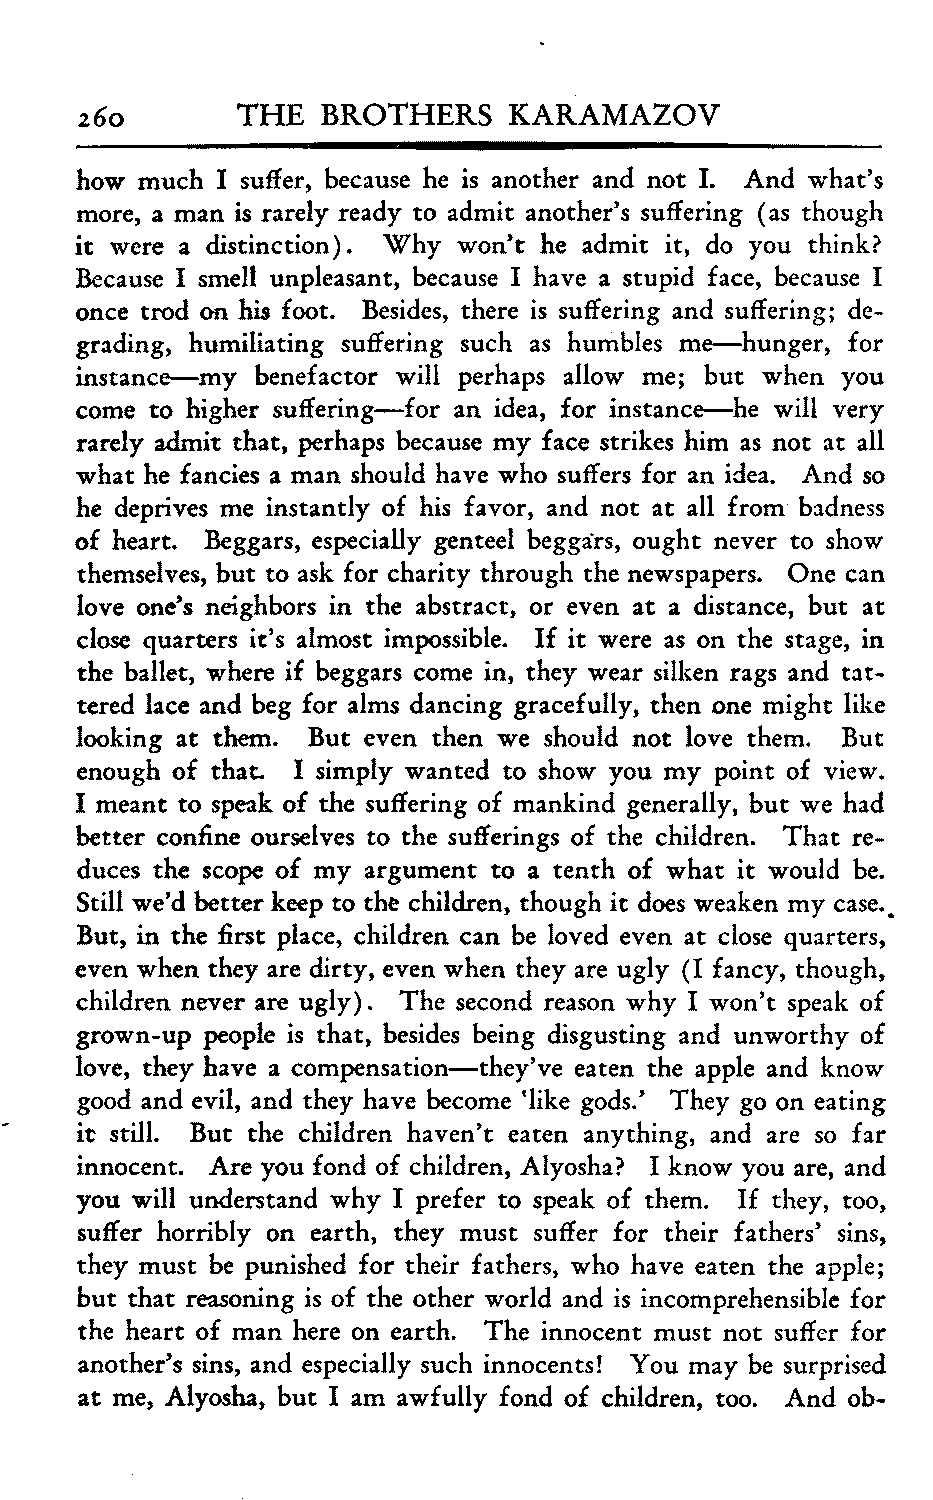 260 THE BROTHERS KARAMAZOV
how much I suffer, because he is another and not I. And what's
more, a man is rarely ready to admit another's suffering (as though
it were a distinction). Why won't he admit it, do you think?
Because I smell unpleasant, because I have a stupid face, because I
once trod on his foot. Besides, there is suffering and suffering; de-
grading, humiliating suffering such as humbles me—hunger, for
instance—my benefactor will perhaps allow me; but when you
come to higher suffering—for an idea, for instance—he will very
rarely admit that, perhaps because my face strikes him as not at all
what he fancies a man should have who suffers for an idea. And so
he deprives me instantly of his favor, and not at all from badness
of heart. Beggars, especially genteel beggars, ought never to show
themselves, but to ask for charity through the newspapers. One can
love one's neighbors in the abstract, or even at a distance, but at
close quarters it's almost impossible. If it were as on the stage, in
the ballet, where if beggars come in, they wear silken rags and tat-
tered lace and beg for alms dancing gracefully, then one might like
looking at them. But even then we should not love them. But
enough of that. I simply wanted to show you my point of view.
I meant to speak of the suffering of mankind generally, but we had
better confine ourselves to the sufferings of the children. That re-
duces the scope of my argument to a tenth of what it would be.
Still we'd better keep to the children, though it does weaken my case.
But, in the first place, children can be loved even at close quarters,
even when they are dirty, even when they are ugly (I fancy, though,
children never are ugly). The second reason why I won't speak of
grown-up people is that, besides being disgusting and unworthy of
love, they have a compensation—they've eaten the apple and know
good and evil, and they have become 'like gods.' They go on eating
it still. But the children haven't eaten anything, and are so far
innocent. Are you fond of children, Alyosha? I know you are, and
you will understand why I prefer to speak of them. If they, too,
suffer horribly on earth, they must suffer for their fathers' sins,
they must be punished for their fathers, who have eaten the apple;
but that reasoning is of the other world and is incomprehensible for
the heart of man here on earth. The innocent must not suffer for
another's sins, and especially such innocents! You may be surprised
at me, Alyosha, but I am awfully fond of children, too. And ob-